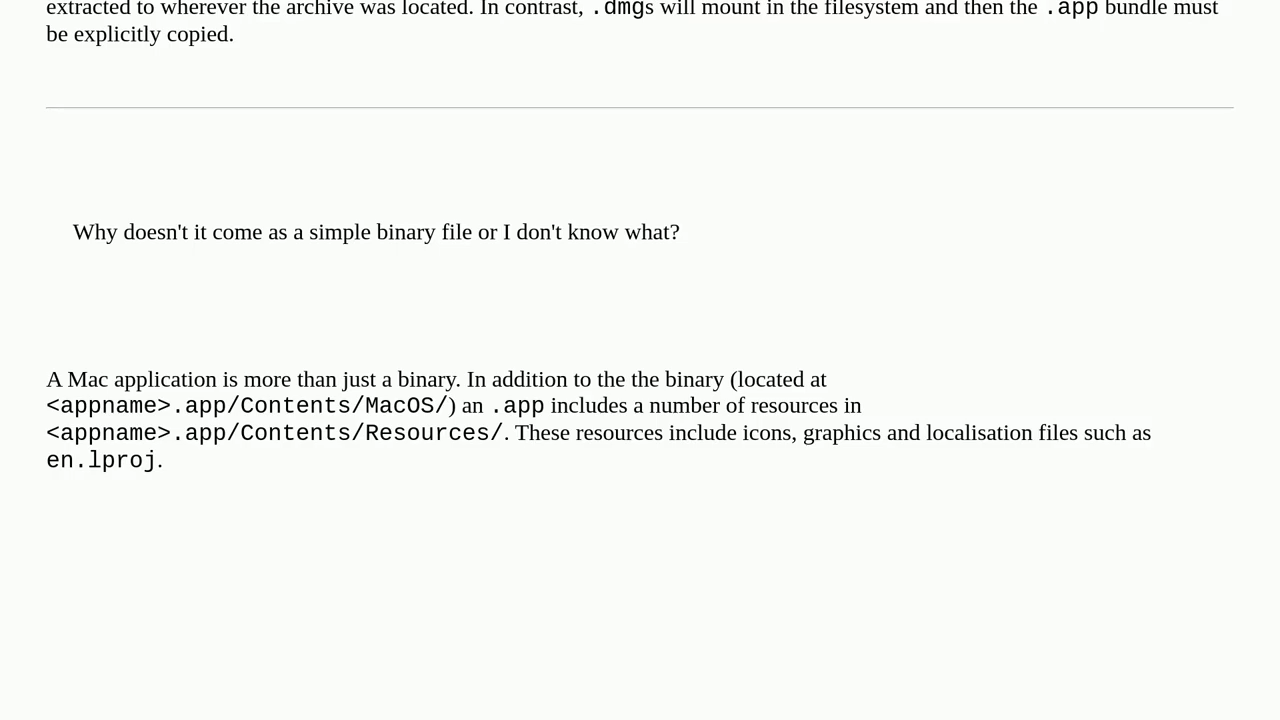 extracted to wherever the archive was located. In contrast, .dmgs will mount in the filesystem and then the .app bundle must
be explicitly copied.
Why doesn't it come as a simple binary file or I don't know what?
A Mac application is more than just a binary. In addition to the the binary (located at
<appname>.app/Contents/MacOS/) an .app includes a number of resources in
<appname>.app/Contents/Resources/. These resources include icons, graphics and localisation files such as
en.lproj.